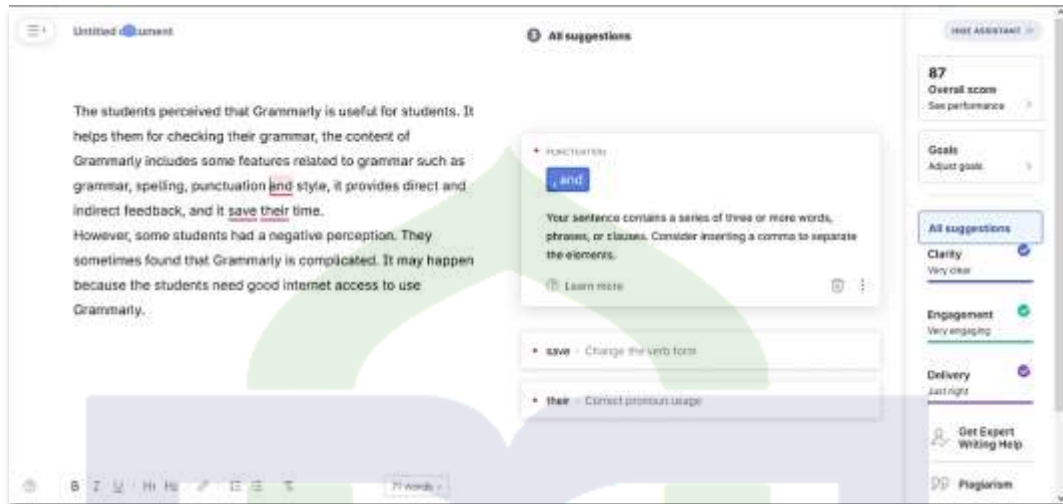 Untitled document
The students perceived that Grammarly is useful for students. It
helps them for checking their grammar, the content of
Grammarly includes some features related to grammar such as
grammar, spelling, punctuation and style, it provides direct and
indirect feedback, and it save their time.
However, some students had a negative perception. They
sometimes found that Grammarly is complicated. It may happen
because the students need good internet access to use
Grammarly.
B I U H1 H2
77 words
3 All suggestions
PUNCTUATION
, and
Your sentence contains a series of three or more words,
phrases, or clauses. Consider inserting a comma to separate
the elements.
Learn more
save - Change the verb form
their - Correct pronoun usage
HIDE ASSISTANT
87
Overall score
See performance
Goals
Adjust goals
All suggestions
Clarity
Very clear
Engagement
Very engaging
Delivery
Just right
Get Expert
Writing Help
Plagiarism